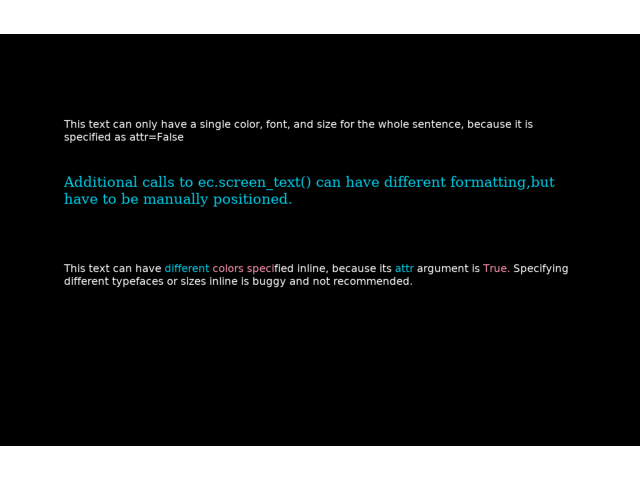 This text can only have a single color, font, and size for the whole sentence, because it is
specified as attr=False
Additional calls to ec.screen_text() can have different formatting,but
have to be manually positioned.
This text can have different colors specified inline, because its attr argument is True. Specifying
different typefaces or sizes inline is buggy and not recommended.